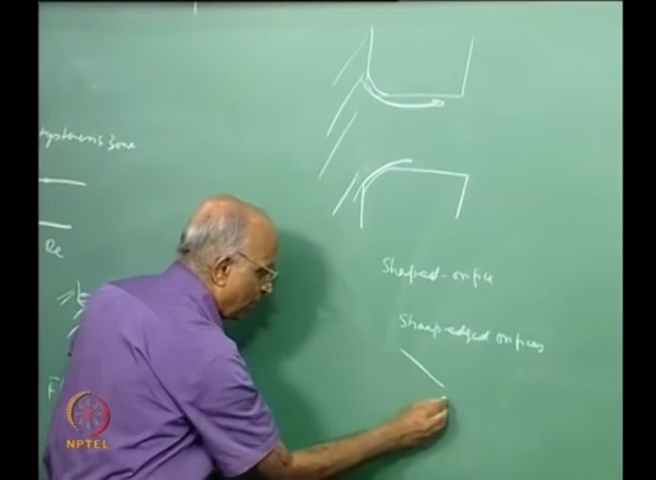 Hysteresis Zone
Re
Shaped-orifice
Sharp-edged orifices
F
NPTEL